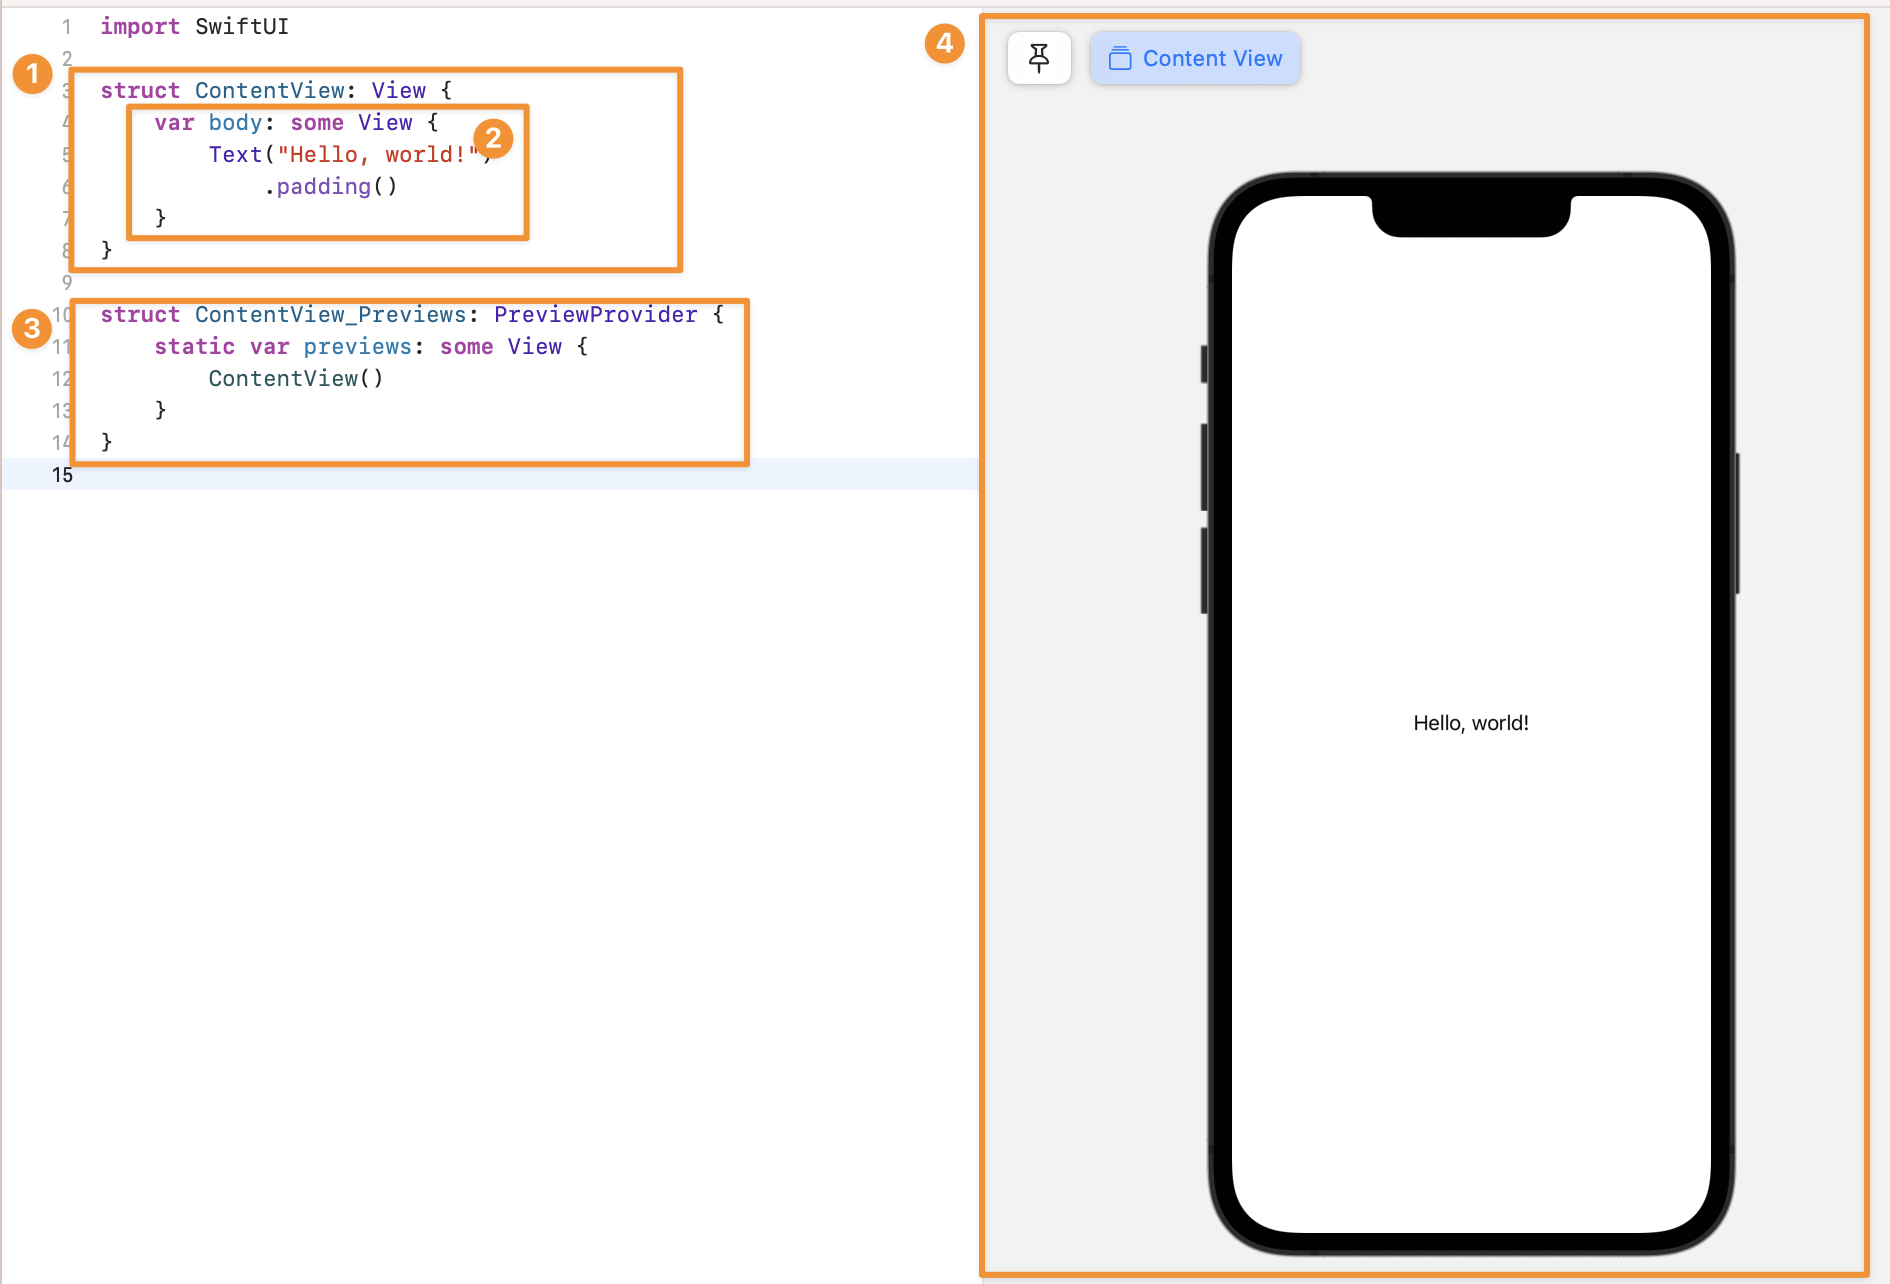 1 import SwiftUI
2
1
3 struct ContentView: View {
4 var body: some View {
2
5 Text("Hello, world!")
6 .padding()
7 }
8 }
9
3
10 struct ContentView_Previews: PreviewProvider {
11 static var previews: some View {
12 ContentView()
13 }
14 }
15
4
Content View
Hello, world!